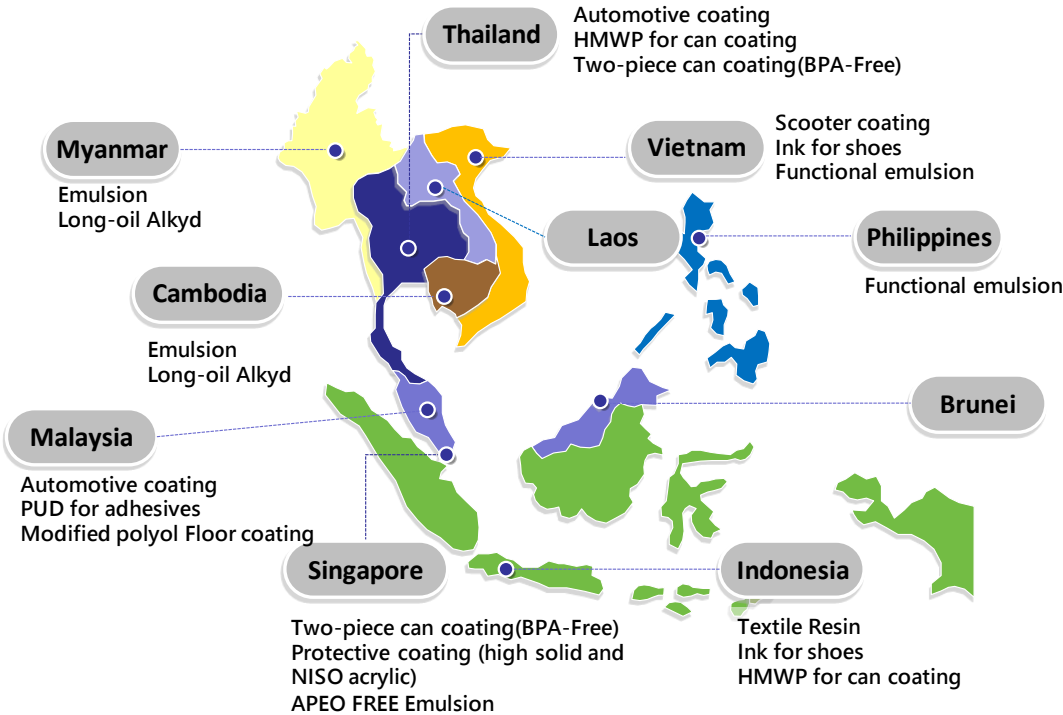 Thailand
Automotive coating
HMWP for can coating
Two-piece can coating(BPA-Free)
Myanmar
Emulsion
Long-oil Alkyd
Vietnam
Scooter coating
Ink for shoes
Functional emulsion
Laos
Philippines
Functional emulsion
Cambodia
Emulsion
Long-oil Alkyd
Brunei
Malaysia
Automotive coating
PUD for adhesives
Modified polyol Floor coating
Singapore
Two-piece can coating(BPA-Free)
Protective coating (high solid and
NISO acrylic)
APEO FREE Emulsion
Indonesia
Textile Resin
Ink for shoes
HMWP for can coating